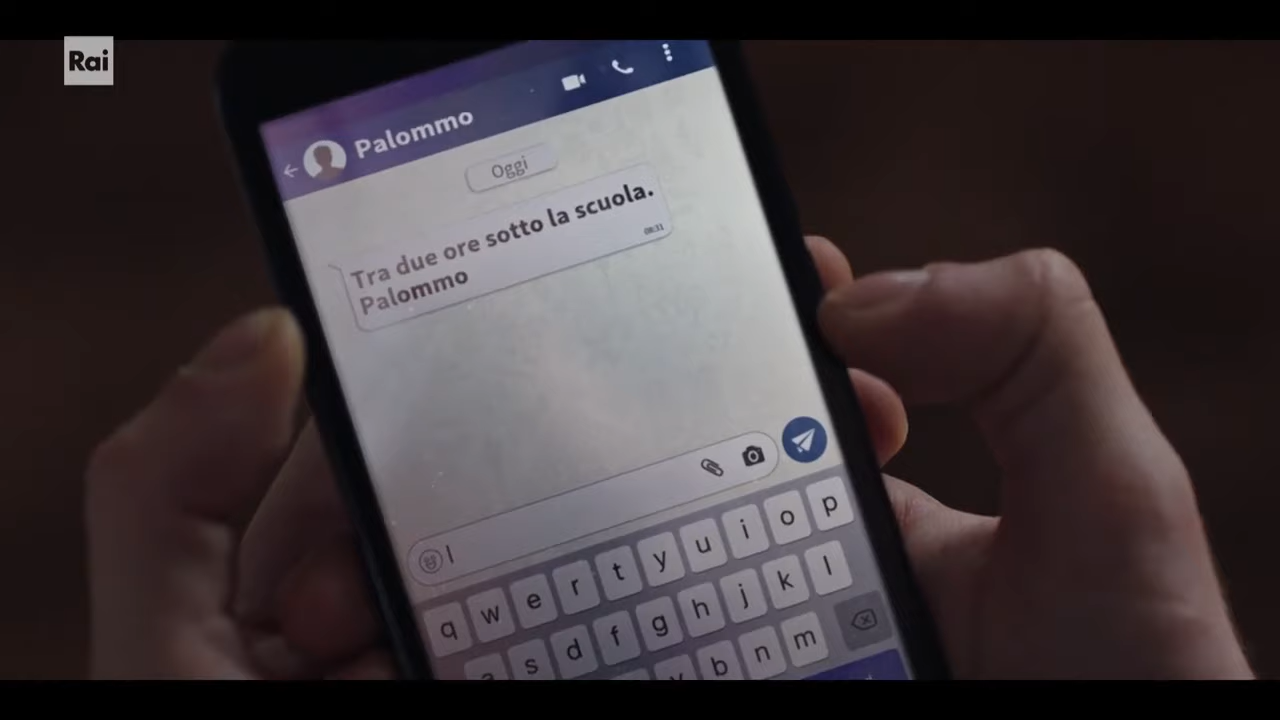 Rai
Palommo
Oggi
Tra due ore sotto la scuola.
08:31
Palommo
q w e r t y u i o p
a s d f g h j k l
v b n m